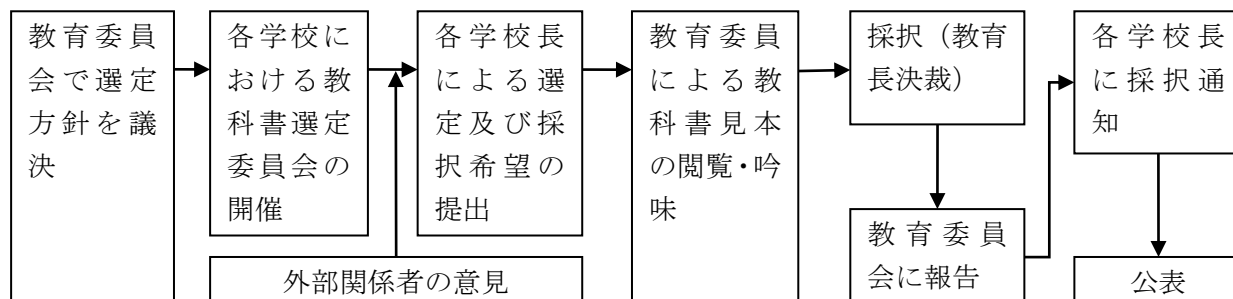 教育委員
会で選定
方針を議
決
各学校に
おける教
科書選定
委員会の
開催
各学校長
による選
定及び採
択希望の
提出
外部関係者の意見
教育委員
による教
科書見本
の閲覧・吟
味
採択（教育
長決裁）
教育委員
会に報告
各学校長
に採択通
知
公表